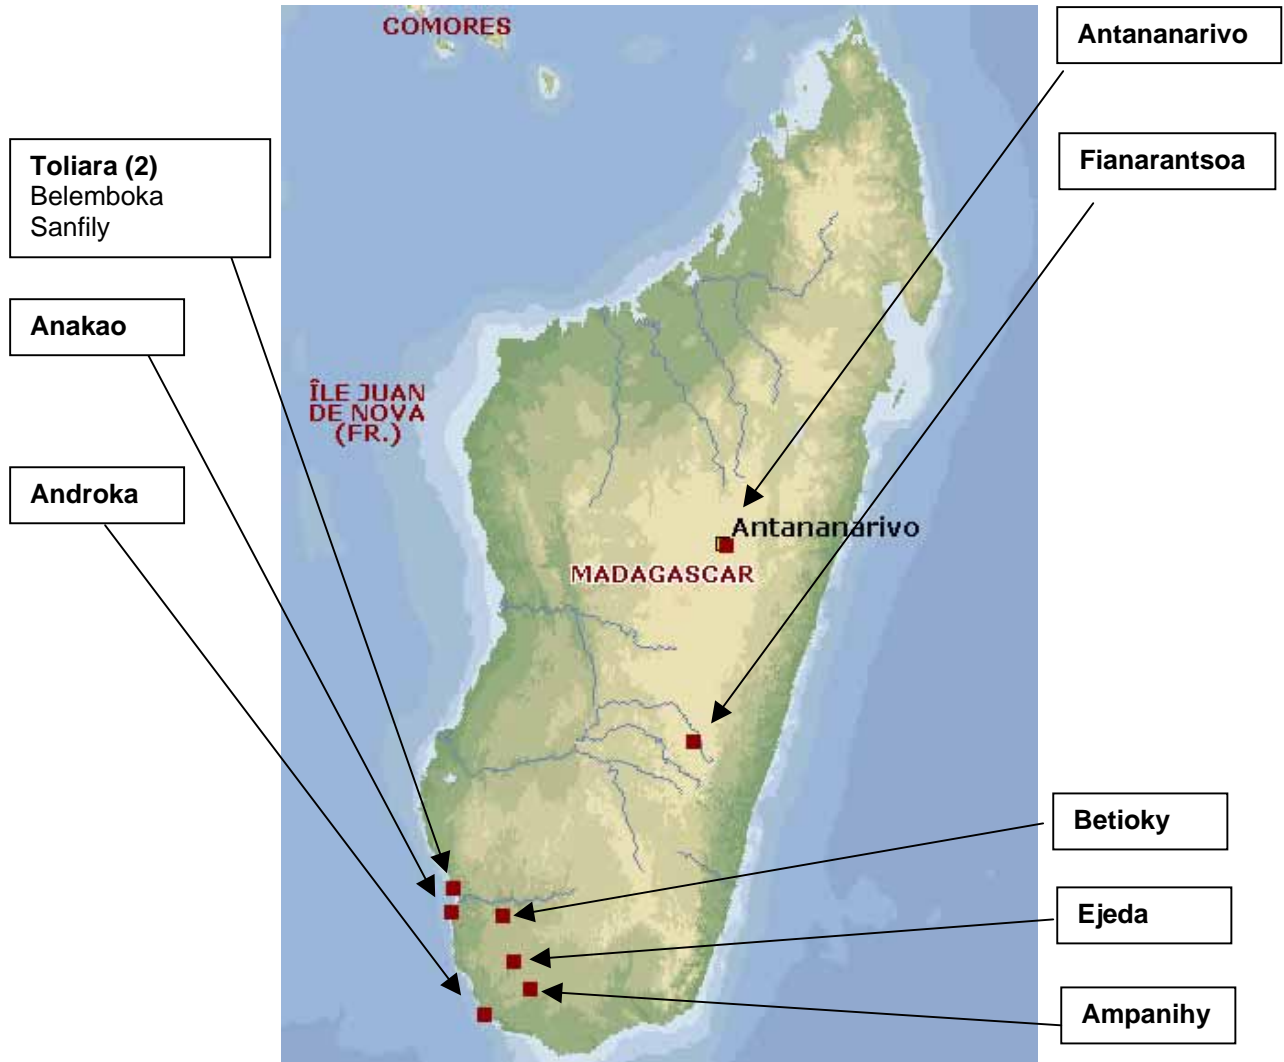 COMORES
Antananarivo
Toliara (2)
Belemboka
Sanfily
Fianarantsoa
Anakao
ÎLE JUAN
DE NOVA
(FR.)
Androka
Antananarivo
MADAGASCAR
Betioky
Ejeda
Ampanihy